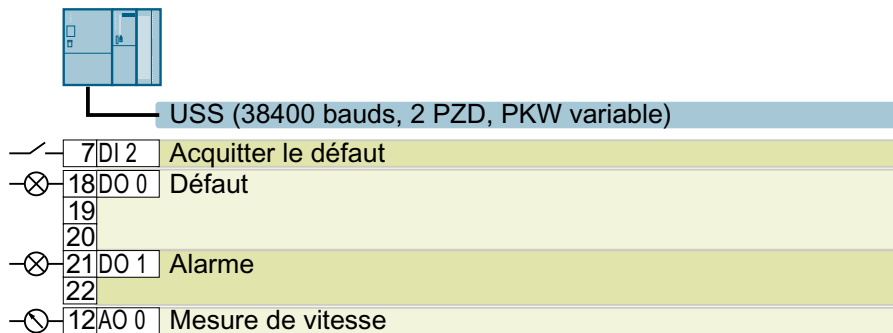 USS (38400 bauds, 2 PZD, PKW variable)
7 DI 2 Acquitter le défaut
18 DO 0 Défaut
19
20
21 DO 1 Alarme
22
12 AO 0 Mesure de vitesse